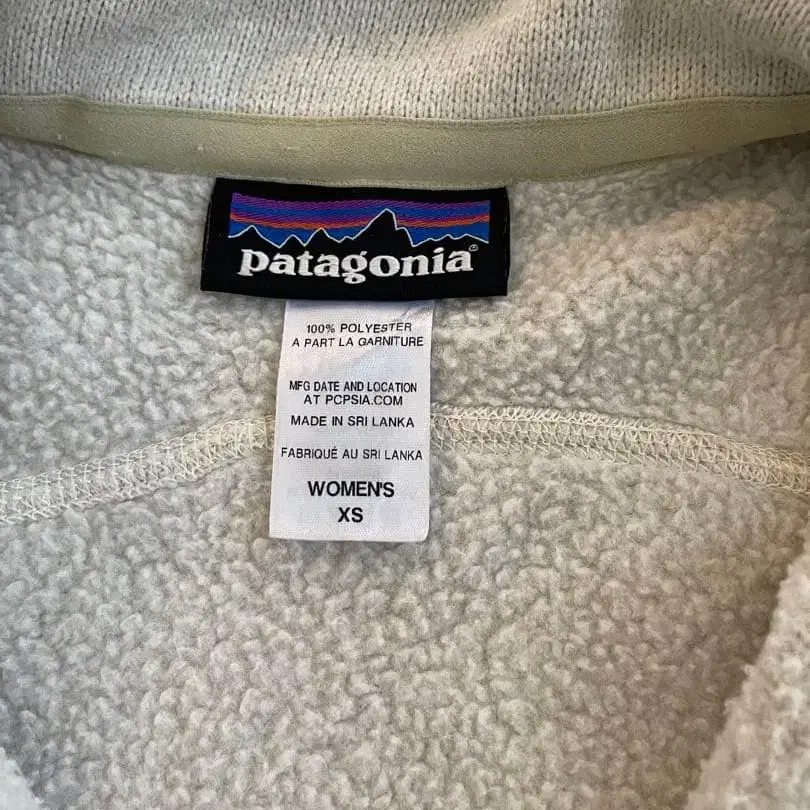 patagonia®
100% POLYESTER
A PART LA GARNITURE
MFG DATE AND LOCATION
AT PCPSIA.COM
MADE IN SRI LANKA
FABRIQUÉ AU SRI LANKA
WOMEN'S
XS